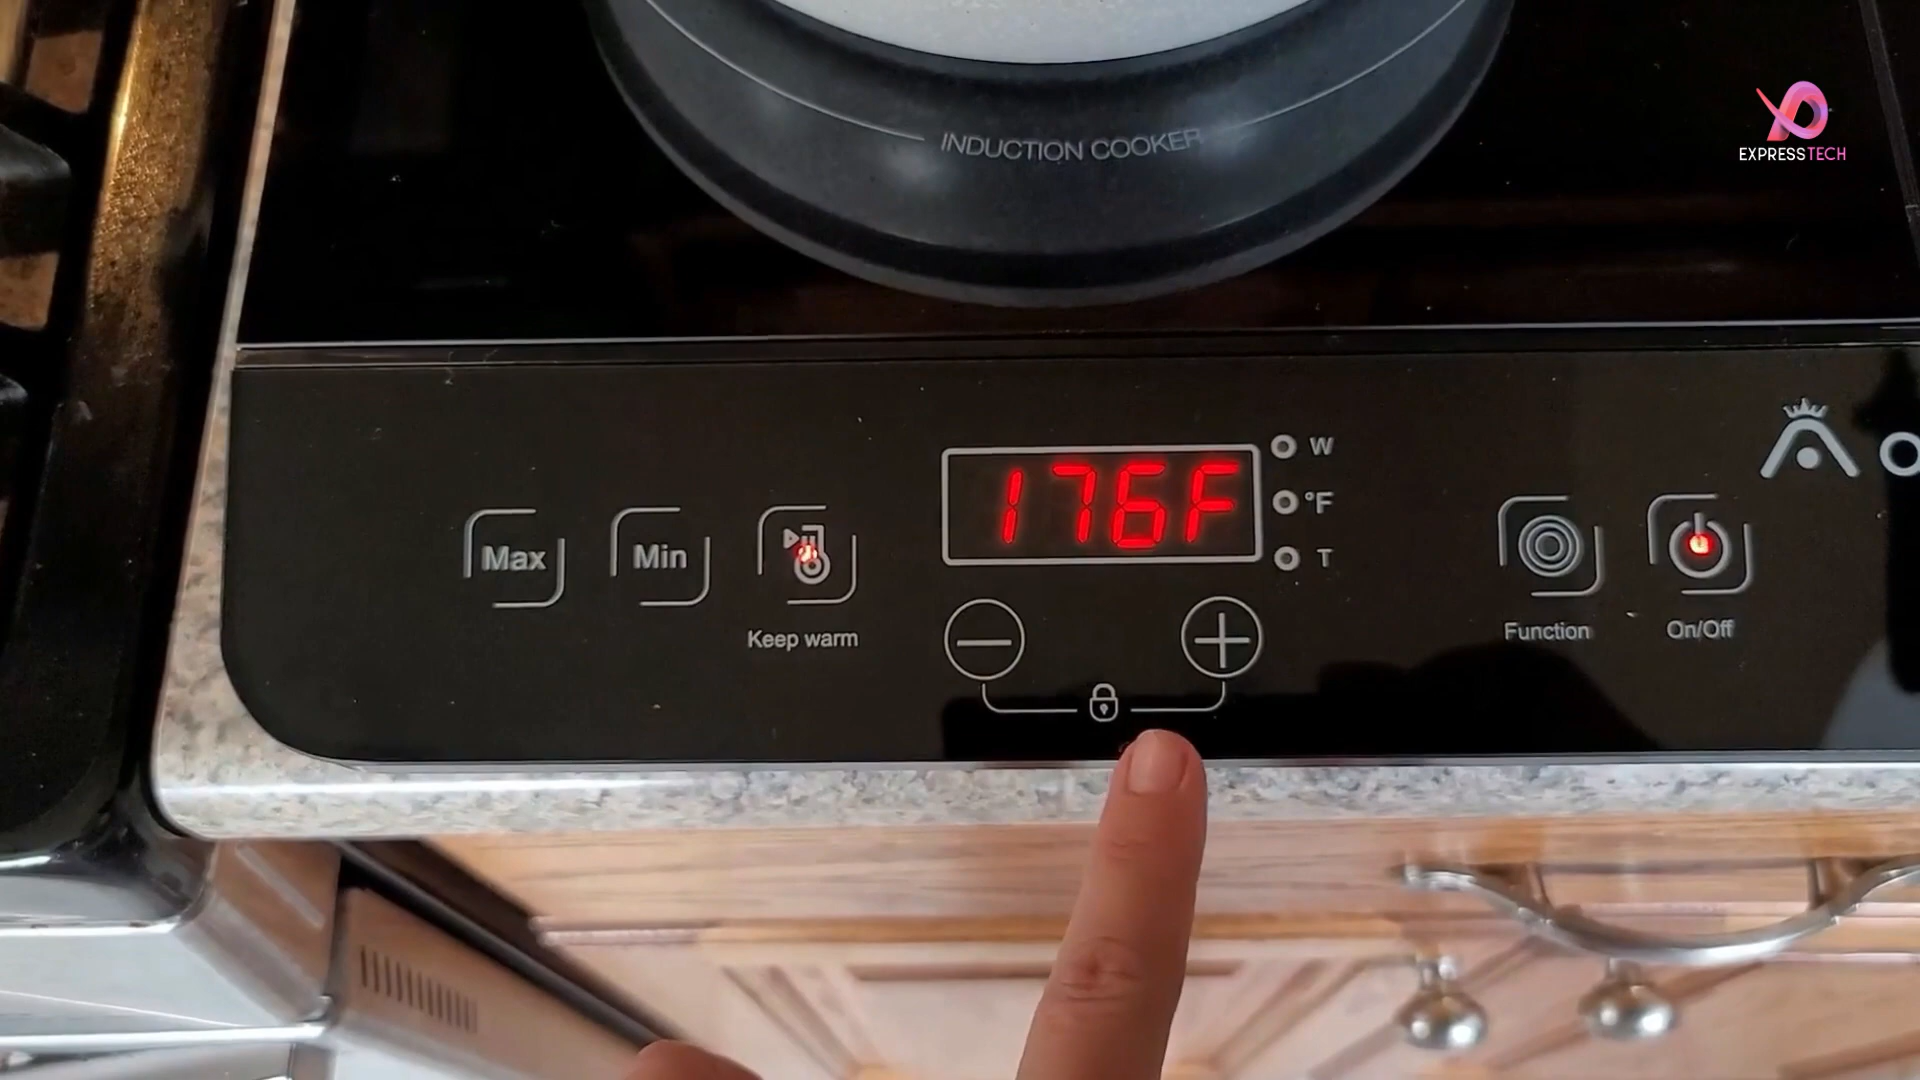 INDUCTION COOKER
EXPRESSTECH
176F
W
°F
T
Max
Min
Keep warm
Function
On/Off